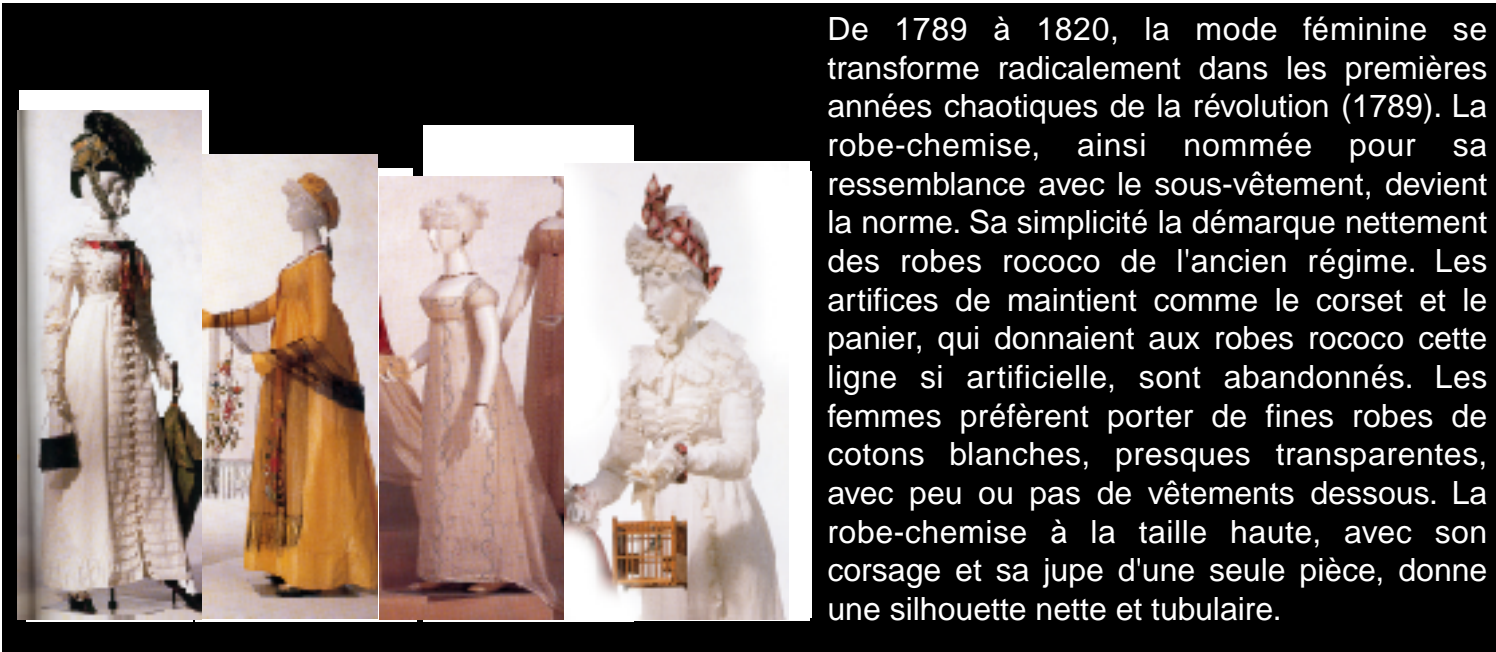 De 1789 à 1820, la mode féminine se
transforme radicalement dans les premières
années chaotiques de la révolution (1789). La
robe-chemise, ainsi nommée pour sa
ressemblance avec le sous-vêtement, devient
la norme. Sa simplicité la démarque nettement
des robes rococo de l'ancien régime. Les
artifices de maintient comme le corset et le
panier, qui donnaient aux robes rococo cette
ligne si artificielle, sont abandonnés. Les
femmes préfèrent porter de fines robes de
cotons blanches, presques transparentes,
avec peu ou pas de vêtements dessous. La
robe-chemise à la taille haute, avec son
corsage et sa jupe d'une seule pièce, donne
une silhouette nette et tubulaire.